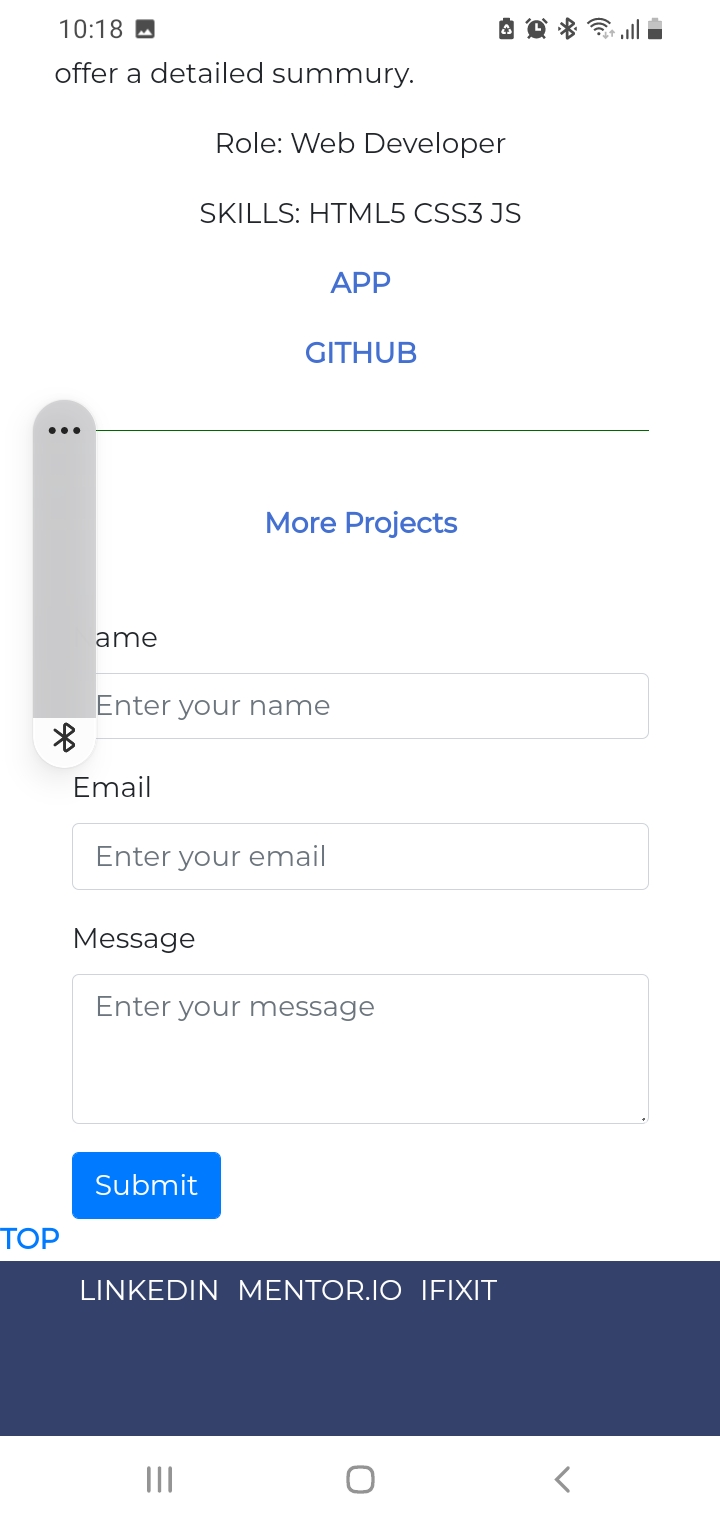 10:18
offer a detailed summury.
Role: Web Developer
SKILLS: HTML5 CSS3 JS
APP
GITHUB
More Projects
ame
Enter your name
Email
Enter your email
Message
Enter your message
Submit
TOP
LINKEDIN MENTOR.IO IFIXIT